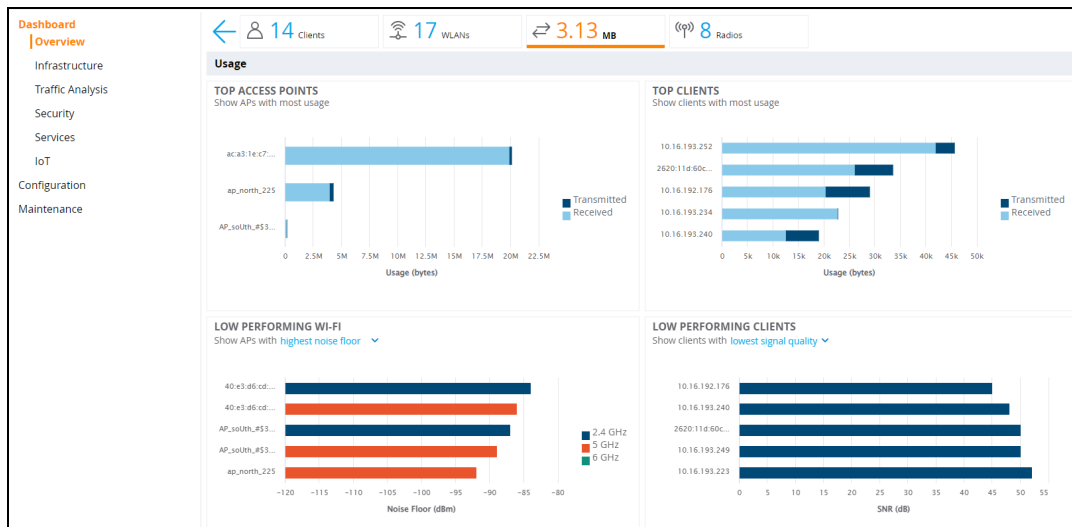 Dashboard
Overview
Infrastructure
Traffic Analysis
Security
Services
IoT
Configuration
Maintenance
14 Clients
17 WLANs
3.13 MB
8 Radios
Usage
TOP ACCESS POINTS
Show APs with most usage
ac:a3:1e:c7:...
ap_north_225
AP_soUth_#$3...
0 2.5M 5M 7.5M 10M 12.5M 15M 17.5M 20M 22.5M
Usage (bytes)
Transmitted
Received
TOP CLIENTS
Show clients with most usage
10.16.193.252
2620:11d:60c...
10.16.192.176
10.16.193.234
10.16.193.240
0 5k 10k 15k 20k 25k 30k 35k 40k 45k 50k
Usage (bytes)
Transmitted
Received
LOW PERFORMING WI-FI
Show APs with highest noise floor
40:e3:d6:cd:...
40:e3:d6:cd:...
AP_soUth_#$3...
AP_soUth_#$3...
ap_north_225
-120 -115 -110 -105 -100 -95 -90 -85 -80
Noise Floor (dBm)
2.4 GHz
5 GHz
6 GHz
LOW PERFORMING CLIENTS
Show clients with lowest signal quality
10.16.192.176
10.16.193.240
2620:11d:60c...
10.16.193.249
10.16.193.223
0 5 10 15 20 25 30 35 40 45 50 55
SNR (dB)